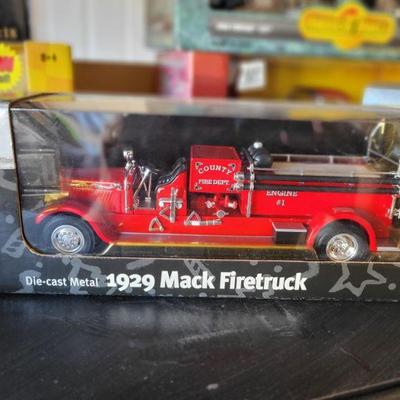 COUNTY
FIRE DEPT.
ENGINE
#1
Die-cast Metal 1929 Mack Firetruck